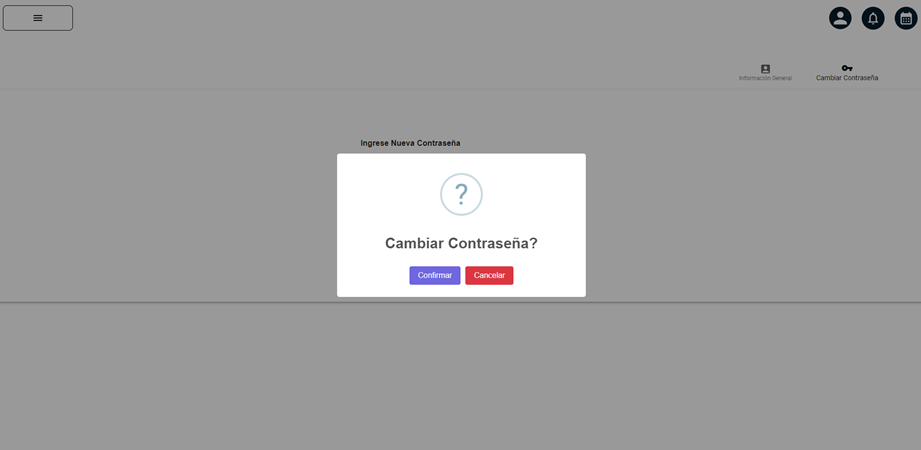 Información General
Cambiar Contraseña
Ingrese Nueva Contraseña
?
Cambiar Contraseña?
Confirmar
Cancelar